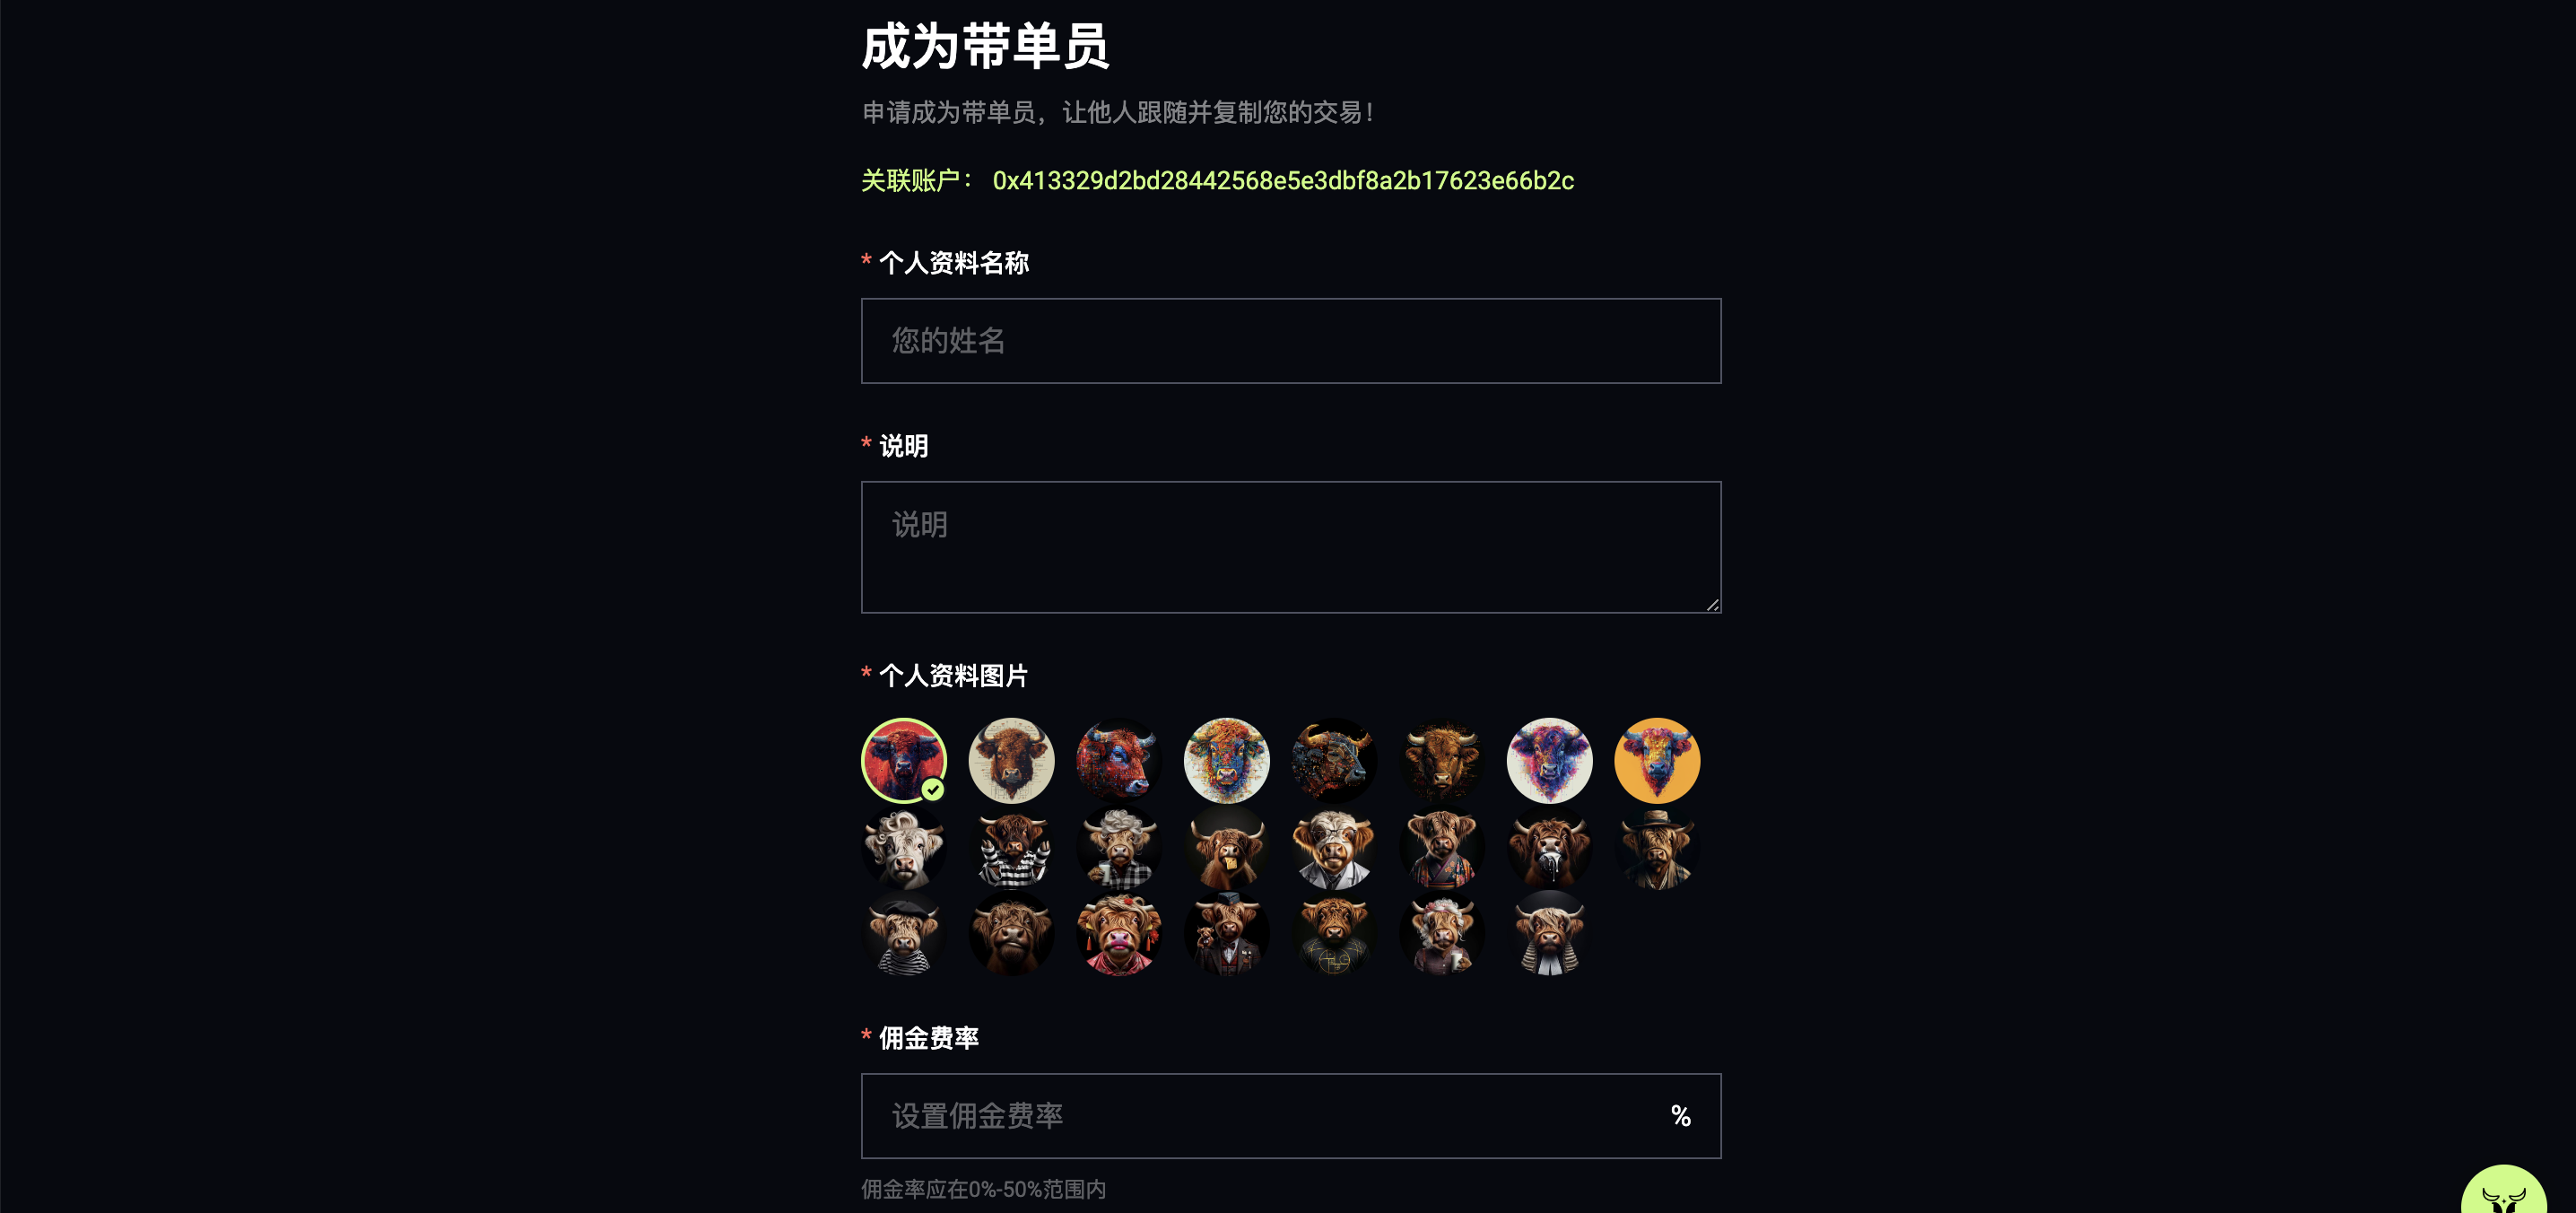 成为带单员
申请成为带单员，让他人跟随并复制您的交易！
关联账户： 0x413329d2bd28442568e5e3dbf8a2b17623e66b2c
* 个人资料名称
您的姓名
* 说明
说明
* 个人资料图片
* 佣金费率
设置佣金费率 %
佣金率应在0%-50%范围内